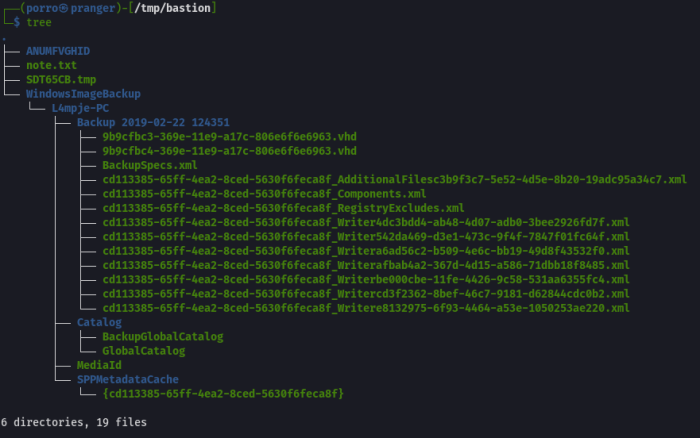 ┌──(porro㉿pranger)-[/tmp/bastion]
└─$ tree
.
├── ANUMFVGHID
├── note.txt
├── SDT65CB.tmp
└── WindowsImageBackup
    └── L4mpje-PC
        ├── Backup 2019-02-22 124351
        │   ├── 9b9cfbc3-369e-11e9-a17c-806e6f6e6963.vhd
        │   ├── 9b9cfbc4-369e-11e9-a17c-806e6f6e6963.vhd
        │   ├── BackupSpecs.xml
        │   ├── cd113385-65ff-4ea2-8ced-5630f6feca8f_AdditionalFilesc3b9f3c7-5e52-4d5e-8b20-19adc95a34c7.xml
        │   ├── cd113385-65ff-4ea2-8ced-5630f6feca8f_Components.xml
        │   ├── cd113385-65ff-4ea2-8ced-5630f6feca8f_RegistryExcludes.xml
        │   ├── cd113385-65ff-4ea2-8ced-5630f6feca8f_Writer4dc3bdd4-ab48-4d07-adb0-3bee2926fd7f.xml
        │   ├── cd113385-65ff-4ea2-8ced-5630f6feca8f_Writer542da469-d3e1-473c-9f4f-7847f01fc64f.xml
        │   ├── cd113385-65ff-4ea2-8ced-5630f6feca8f_Writera6ad56c2-b509-4e6c-bb19-49d8f43532f0.xml
        │   ├── cd113385-65ff-4ea2-8ced-5630f6feca8f_Writerafbab4a2-367d-4d15-a586-71dbb18f8485.xml
        │   ├── cd113385-65ff-4ea2-8ced-5630f6feca8f_Writerbe000cbe-11fe-4426-9c58-531aa6355fc4.xml
        │   ├── cd113385-65ff-4ea2-8ced-5630f6feca8f_Writercd3f2362-8bef-46c7-9181-d62844cdc0b2.xml
        │   └── cd113385-65ff-4ea2-8ced-5630f6feca8f_Writere8132975-6f93-4464-a53e-1050253ae220.xml
        ├── Catalog
        │   ├── BackupGlobalCatalog
        │   └── GlobalCatalog
        ├── MediaId
        └── SPPMetadataCache
            └── {cd113385-65ff-4ea2-8ced-5630f6feca8f}
6 directories, 19 files